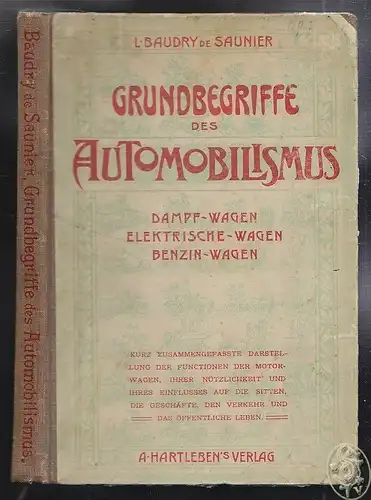 L. BAUDRY DE SAUNIER
GRUNDBEGRIFFE
DES
AUTOMOBILISMUS
DAMPF-WAGEN
ELEKTRISCHE-WAGEN
BENZIN-WAGEN
KURZ ZUSAMMENGEFASSTE DARSTEL-
LUNG DER FUNCTIONEN DER MOTOR-
WAGEN, IHRER NÜTZLICHKEIT UND
IHRES EINFLUSSES AUF DIE SITTEN,
DIE GESCHÄFTE, DEN VERKEHR UND
DAS ÖFFENTLICHE LEBEN.
A. HARTLEBEN'S VERLAG
Baudry de Saunier, Grundbegriffe des Automobilismus.